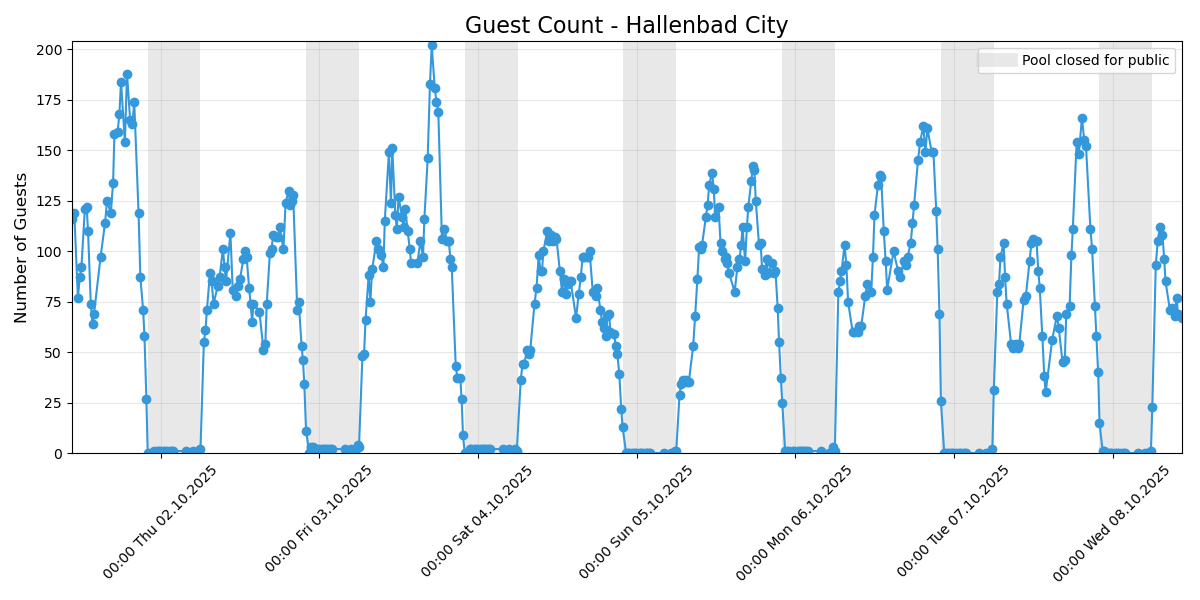 Guest Count - Hallenbad City
Pool closed for public
Number of Guests
200
175
150
125
100
75
50
25
0
00:00 Thu 02.10.2025
00:00 Fri 03.10.2025
00:00 Sat 04.10.2025
00:00 Sun 05.10.2025
00:00 Mon 06.10.2025
00:00 Tue 07.10.2025
00:00 Wed 08.10.2025